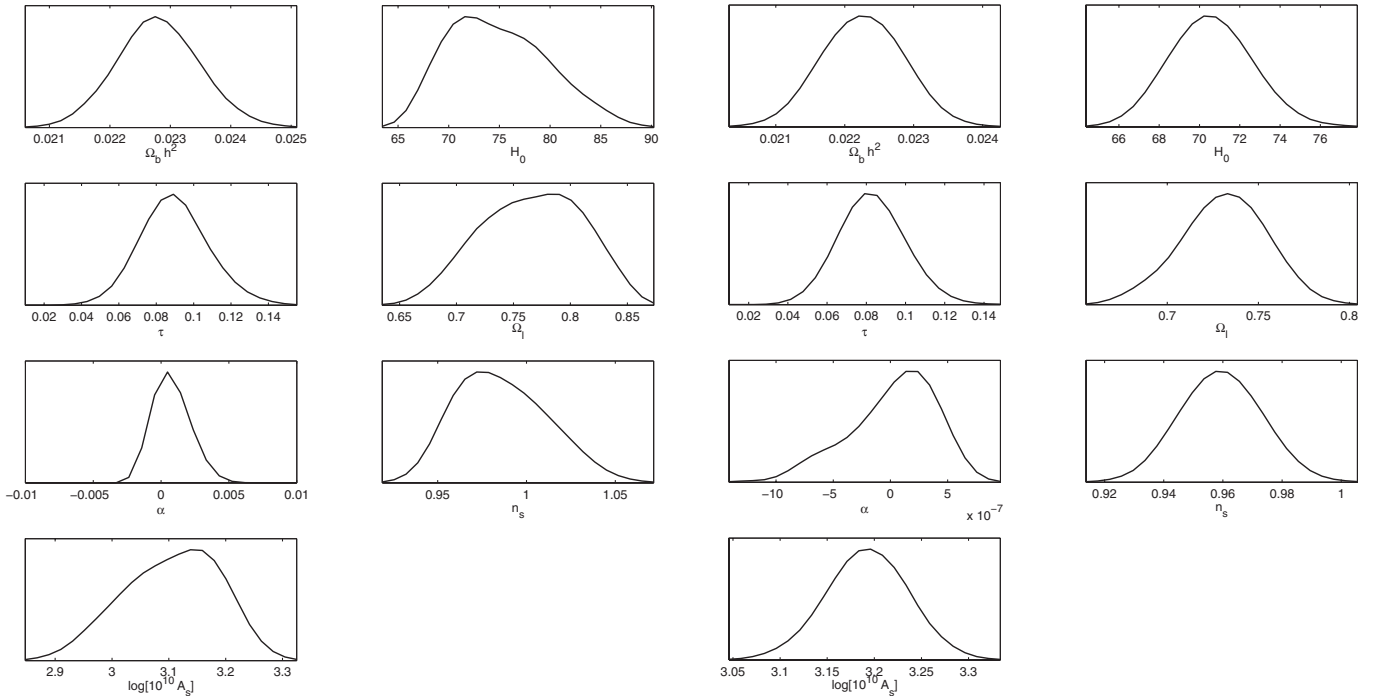 0.021 0.022 0.023 0.024 0.025
Ω_b h²
65 70 75 80 85 90
H_0
0.021 0.022 0.023 0.024
Ω_b h²
66 68 70 72 74 76
H_0
0.02 0.04 0.06 0.08 0.1 0.12 0.14
τ
0.65 0.7 0.75 0.8 0.85
Ω_l
0.02 0.04 0.06 0.08 0.1 0.12 0.14
τ
0.7 0.75 0.8
Ω_l
−0.01 −0.005 0 0.005 0.01
α
0.95 1 1.05
n_s
−10 −5 0 5
α
x 10⁻⁷
0.92 0.94 0.96 0.98 1
n_s
2.9 3 3.1 3.2 3.3
log[10¹⁰ A_s]
3.05 3.1 3.15 3.2 3.25 3.3
log[10¹⁰ A_s]